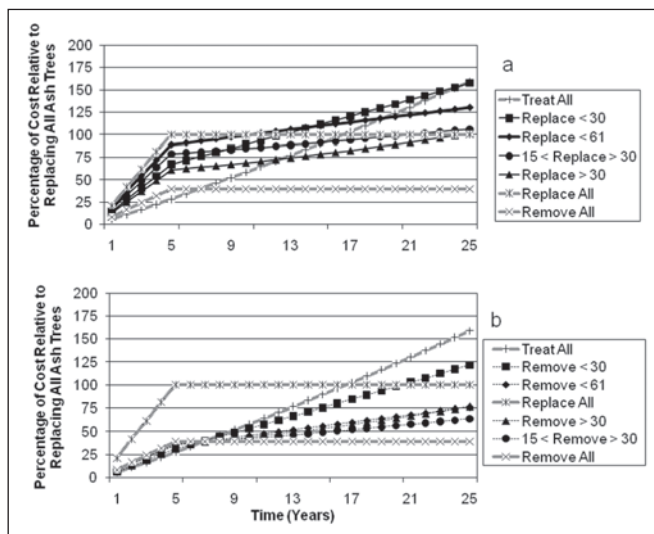 Percentage of Cost Relative to
Replacing All Ash Trees
200
175
150
125
100
75
50
25
0
1 5 9 13 17 21 25
a
Treat All
Replace <30
Replace <61
15 < Replace > 30
Replace >30
Replace All
Remove All
Percentage of Cost Relative to
Replacing All Ash Trees
200
175
150
125
100
75
50
25
0
1 5 9 13 17 21 25
Time (Years)
b
Treat All
Remove <30
Remove <61
Replace All
Remove >30
15 < Remove > 30
Remove All